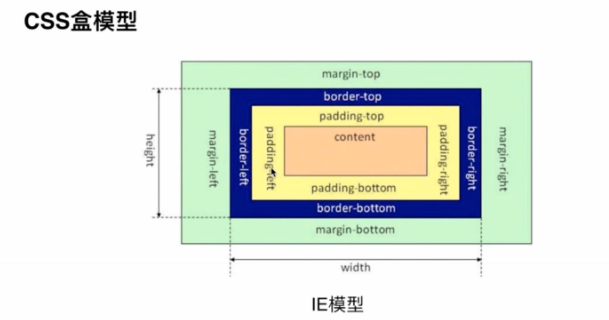 CSS盒模型
margin-top
border-top
padding-top
content
height
margin-left
border-left
padding-left
padding-right
border-right
margin-right
padding-bottom
border-bottom
margin-bottom
width
IE模型